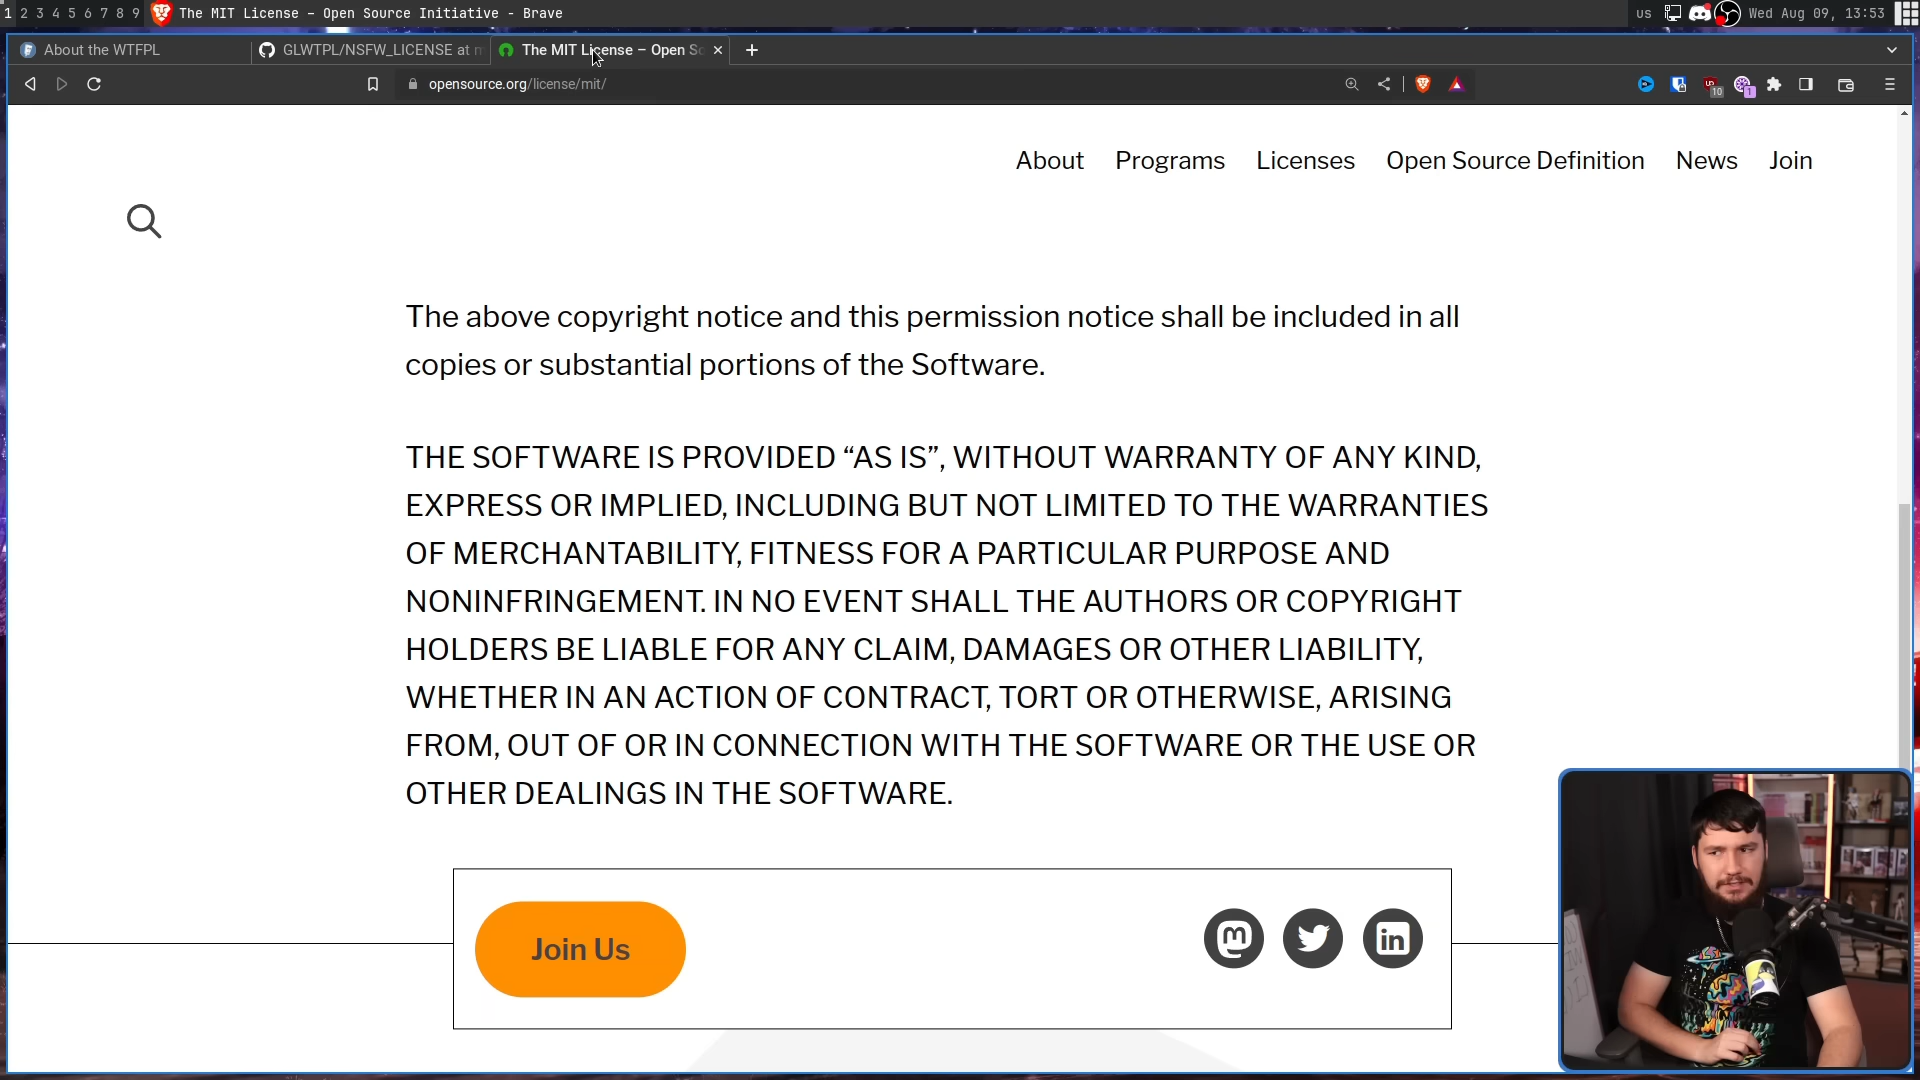 1 2 3 4 5 6 7 8 9 The MIT License – Open Source Initiative - Brave us Wed Aug 09, 13:53
About the WTFPL GLWTPL/NSFW_LICENSE at The MIT License – Open
opensource.org/license/mit/ 10 1
About Programs Licenses Open Source Definition News Join
The above copyright notice and this permission notice shall be included in all
copies or substantial portions of the Software.
THE SOFTWARE IS PROVIDED “AS IS”, WITHOUT WARRANTY OF ANY KIND,
EXPRESS OR IMPLIED, INCLUDING BUT NOT LIMITED TO THE WARRANTIES
OF MERCHANTABILITY, FITNESS FOR A PARTICULAR PURPOSE AND
NONINFRINGEMENT. IN NO EVENT SHALL THE AUTHORS OR COPYRIGHT
HOLDERS BE LIABLE FOR ANY CLAIM, DAMAGES OR OTHER LIABILITY,
WHETHER IN AN ACTION OF CONTRACT, TORT OR OTHERWISE, ARISING
FROM, OUT OF OR IN CONNECTION WITH THE SOFTWARE OR THE USE OR
OTHER DEALINGS IN THE SOFTWARE.
Join Us